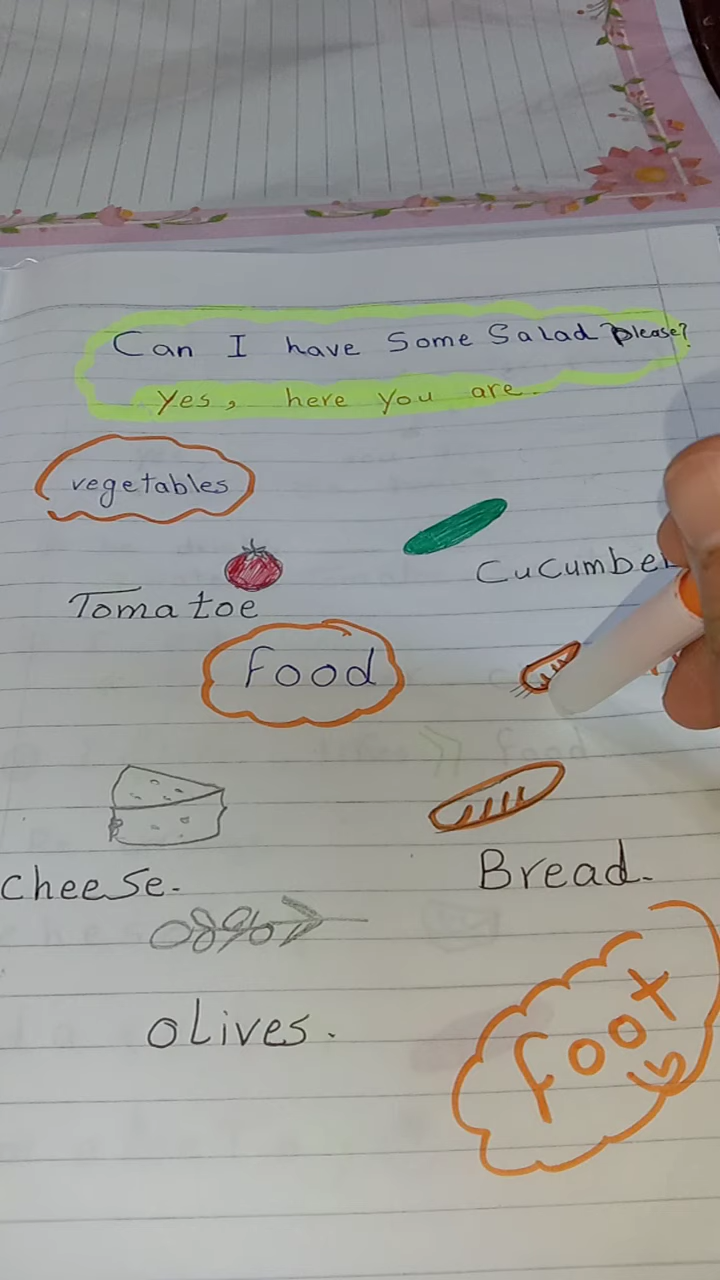 Can I have Some Salad please?
Yes, here you are.
vegetables
Cucumber
Tomatoe
Food
Cheese.
Bread.
oLives.
Foot